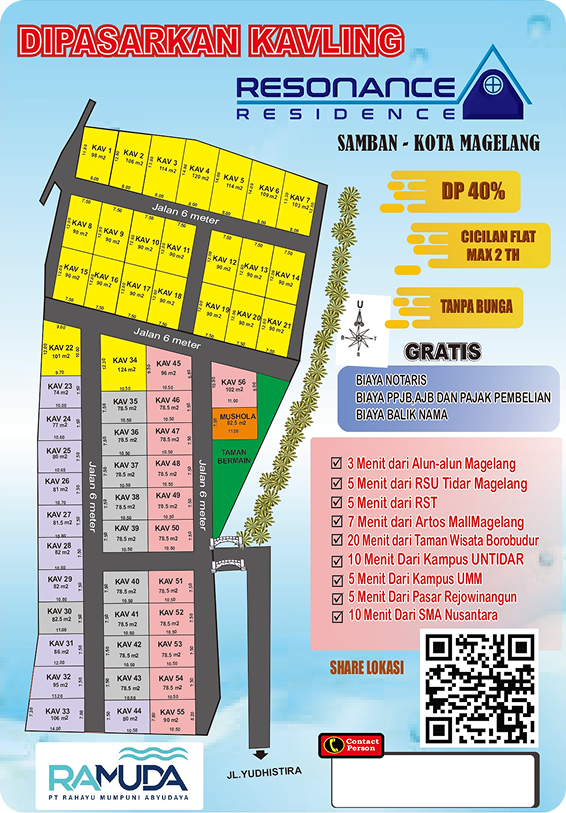 DIPASARKAN KAVLING
RESONANCE
RESIDENCE
SAMBAN - KOTA MAGELANG
DP 40%
CICILAN FLAT
MAX 2 TH
TANPA BUNGA
U
B
T
S
GRATIS
BIAYA NOTARIS
BIAYA PPJB,AJB DAN PAJAK PEMBELIAN
BIAYA BALIK NAMA
3 Menit dari Alun-alun Magelang
5 Menit dari RSU Tidar Magelang
5 Menit dari RST
7 Menit dari Artos MallMagelang
20 Menit dari Taman Wisata Borobudur
10 Menit Dari Kampus UNTIDAR
5 Menit Dari Kampus UMM
5 Menit Dari Pasar Rejowinangun
10 Menit Dari SMA Nusantara
SHARE LOKASI
Contact
Person
KAV 1
98 m2
KAV 2
106 m2
KAV 3
114 m2
KAV 4
120 m2
KAV 5
114 m2
KAV 6
109 m2
KAV 7
103 m2
Jalan 6 meter
KAV 8
90 m2
KAV 9
90 m2
KAV 10
90 m2
KAV 11
90 m2
KAV 12
90 m2
KAV 13
90 m2
KAV 14
90 m2
KAV 15
90 m2
KAV 16
90 m2
KAV 17
90 m2
KAV 18
90 m2
KAV 19
90 m2
KAV 20
90 m2
KAV 21
90 m2
Jalan 6 meter
KAV 22
101 m2
KAV 23
74 m2
KAV 24
77 m2
KAV 25
80 m2
KAV 26
81 m2
KAV 27
81.5 m2
KAV 28
82 m2
KAV 29
82 m2
KAV 30
82.5 m2
KAV 31
86 m2
KAV 32
95 m2
KAV 33
106 m2
Jalan 6 meter
KAV 34
124 m2
KAV 35
78.5 m2
KAV 36
78.5 m2
KAV 37
78.5 m2
KAV 38
78.5 m2
KAV 39
78.5 m2
KAV 40
78.5 m2
KAV 41
78.5 m2
KAV 42
78.5 m2
KAV 43
78.5 m2
KAV 44
80 m2
KAV 45
96 m2
KAV 46
78.5 m2
KAV 47
78.5 m2
KAV 48
78.5 m2
KAV 49
78.5 m2
KAV 50
78.5 m2
KAV 51
78.5 m2
KAV 52
78.5 m2
KAV 53
78.5 m2
KAV 54
78.5 m2
KAV 55
80 m2
Jalan 6 meter
KAV 56
102 m2
11.00
MUSHOLA
82.5 m2
11.00
TAMAN
BERMAIN
JL.YUDHISTIRA
RAMUDA
PT RAHAYU MUMPUNI ABYUDAYA